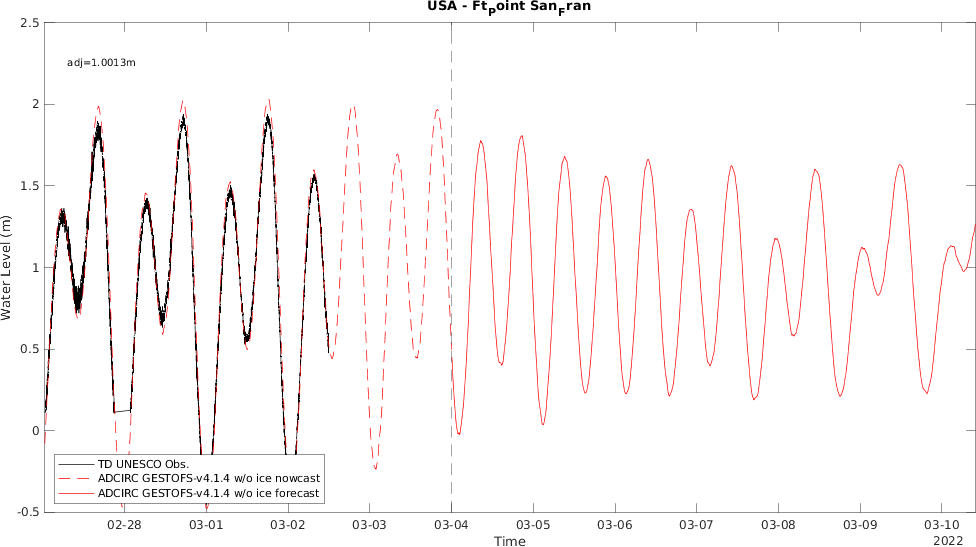 USA - FtPoint SanFran
2.5
adj=1.0013m
2
1.5
1
0.5
0
-0.5
Water Level (m)
TD UNESCO Obs.
ADCIRC GESTOFS-v4.1.4 w/o ice nowcast
ADCIRC GESTOFS-v4.1.4 w/o ice forecast
02-28 03-01 03-02 03-03 03-04 03-05 03-06 03-07 03-08 03-09 03-10
Time
2022